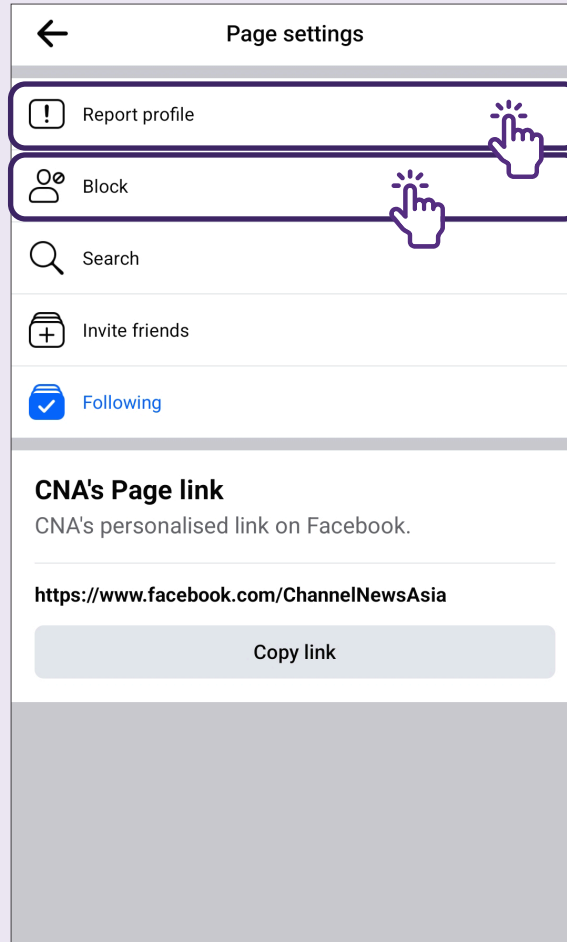 Page settings
Report profile
Block
Search
Invite friends
Following
CNA's Page link
CNA's personalised link on Facebook.
https://www.facebook.com/ChannelNewsAsia
Copy link